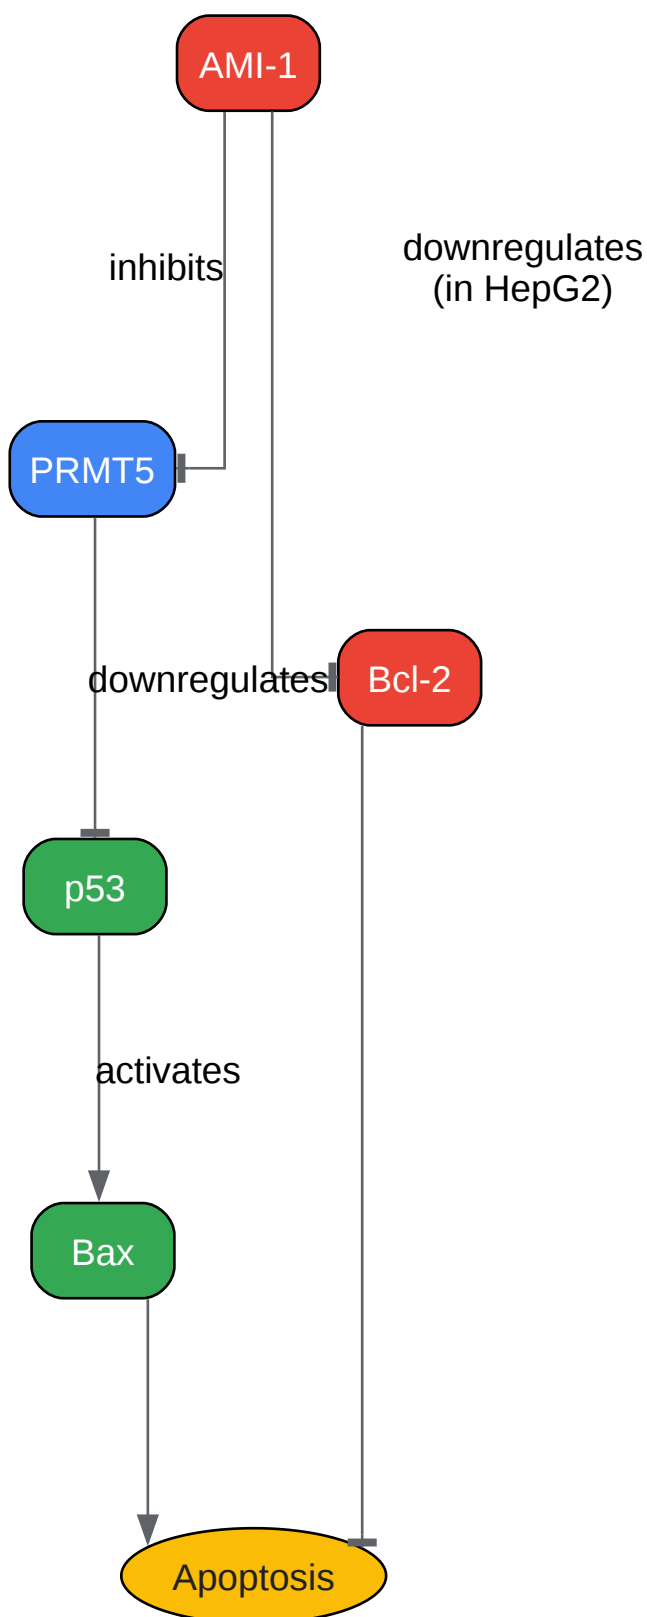 AMI-1
inhibits
downregulates
(in HepG2)
PRMT5
downregulates
Bcl-2
p53
activates
Bax
Apoptosis